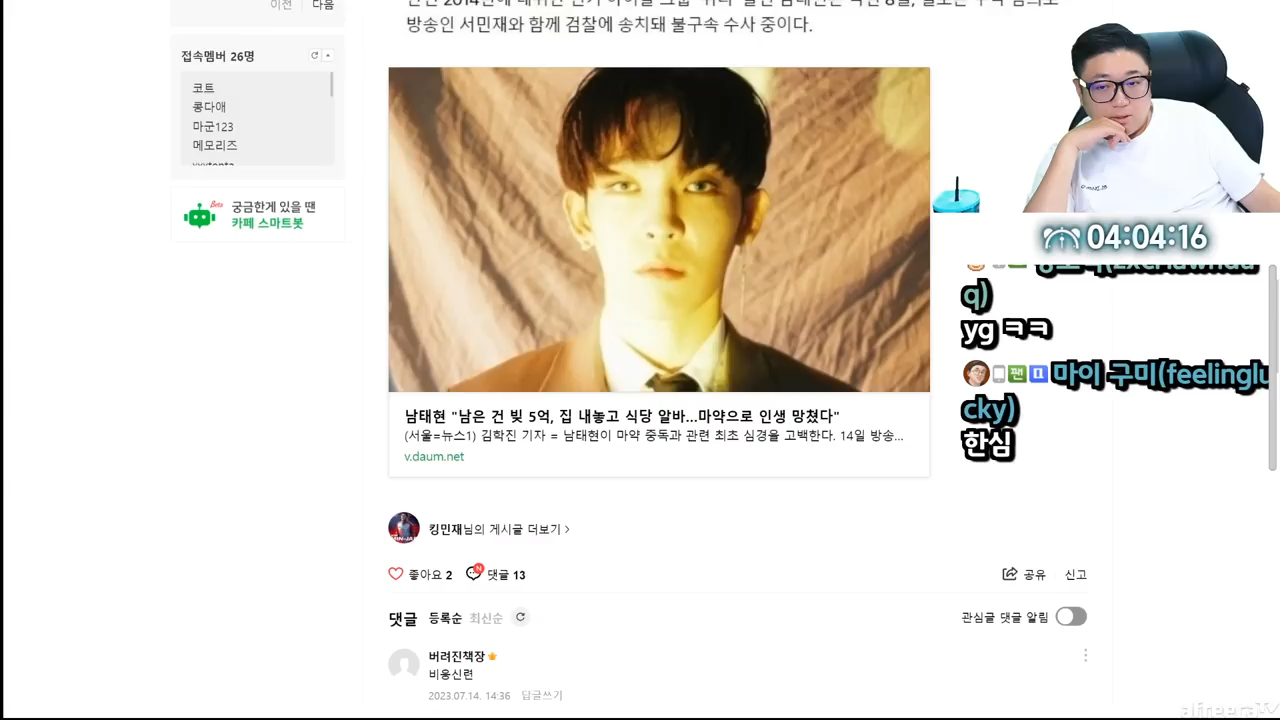 이전 다음
방송인 서민재와 함께 검찰에 송치돼 불구속 수사 중이다.
접속멤버 26명
코트
콩다애
마군123
메모리즈
Beta 궁금한게 있을 땐
카페 스마트봇
남태현 "남은 건 빚 5억, 집 내놓고 식당 알바...마약으로 인생 망쳤다"
(서울=뉴스1) 김학진 기자 = 남태현이 마약 중독과 관련 최초 심경을 고백한다. 14일 방송...
v.daum.net
킹민재님의 게시글 더보기 >
좋아요 2 N 댓글 13
공유 신고
댓글 등록순 최신순
관심글 댓글 알림
버려진책장
비웅신련
2023.07.14. 14:36 답글쓰기
04:04:16
q)
yg ㅋㅋ
팬 마이 구미(feelinglu
cky)
한심
afreecaTV